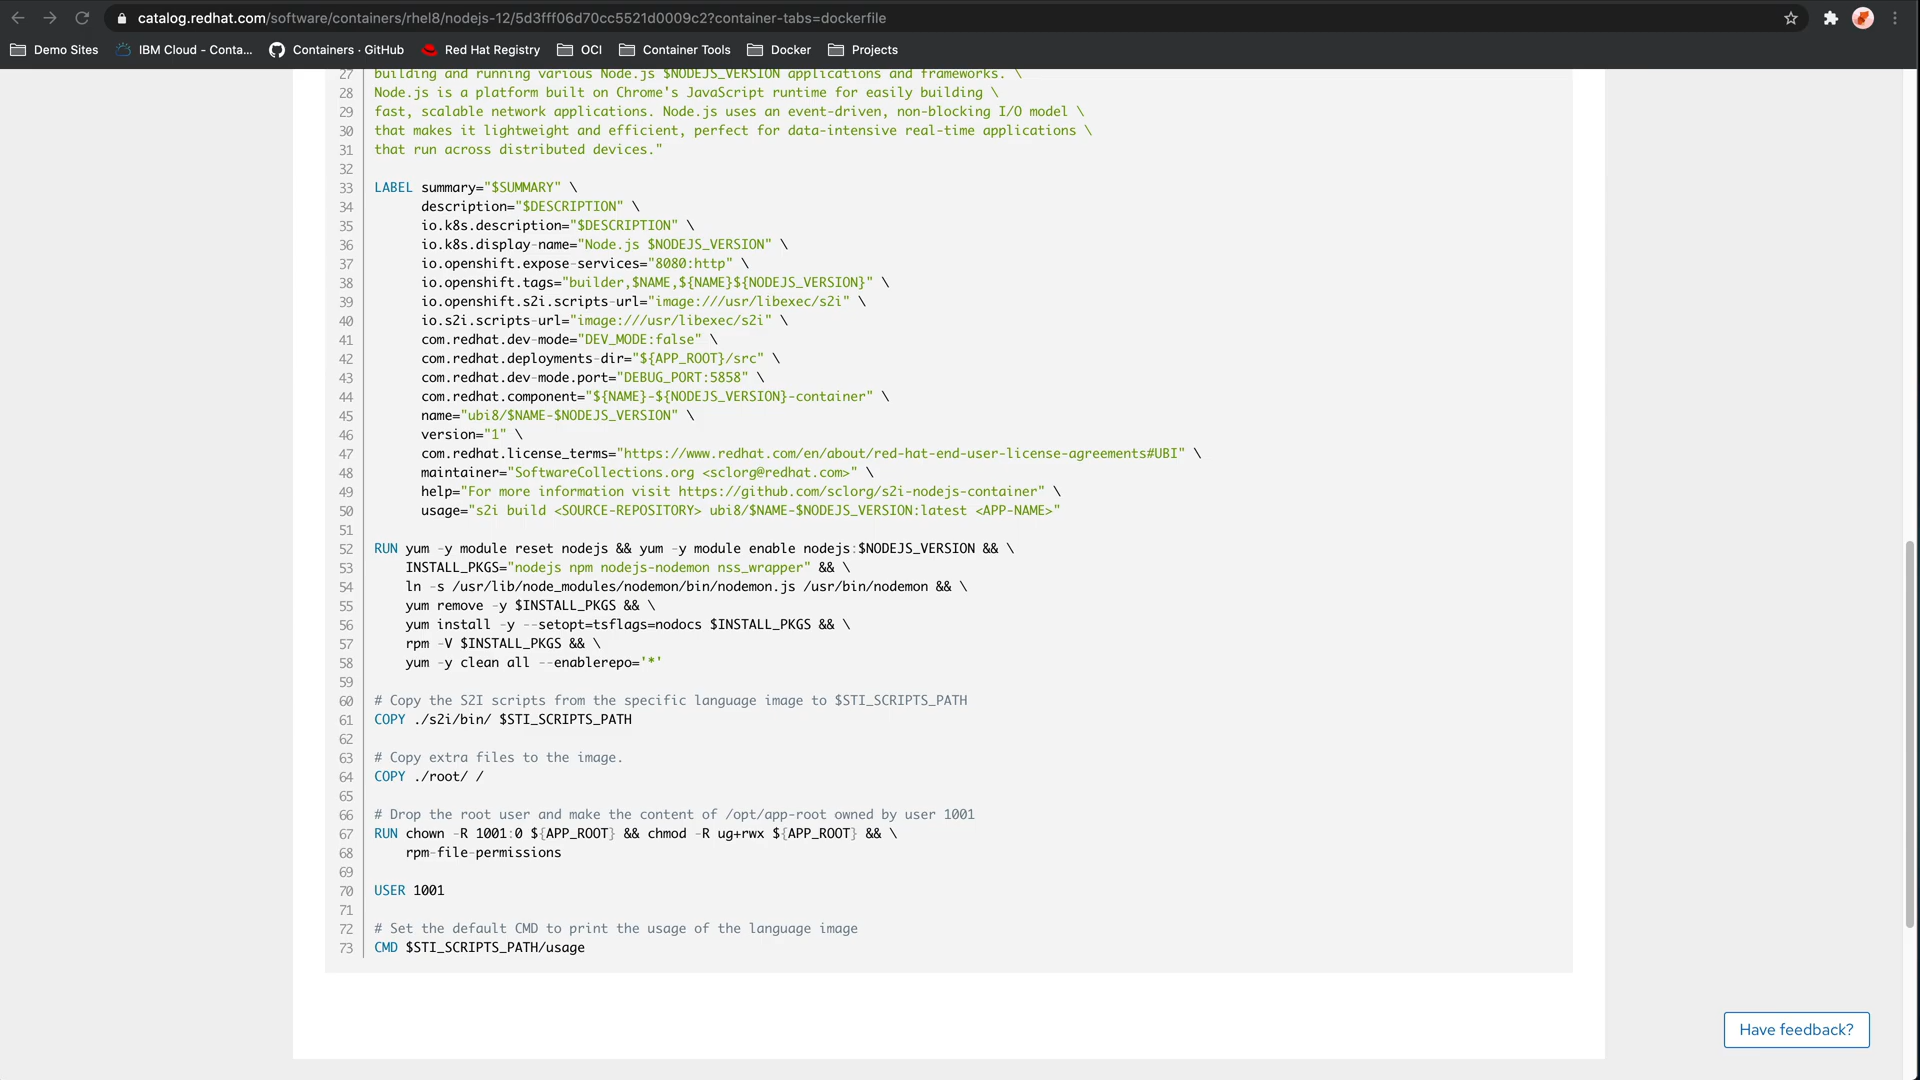 catalog.redhat.com/software/containers/rhel8/nodejs-12/5d3fff06d70cc5521d0009c2?container-tabs=dockerfile
Demo Sites IBM Cloud - Conta... Containers · GitHub Red Hat Registry OCI Container Tools Docker Projects
27 building and running various Node.js $NODEJS_VERSION applications and frameworks. \
28 Node.js is a platform built on Chrome's JavaScript runtime for easily building \
29 fast, scalable network applications. Node.js uses an event-driven, non-blocking I/O model \
30 that makes it lightweight and efficient, perfect for data-intensive real-time applications \
31 that run across distributed devices."
32
33 LABEL summary="$SUMMARY" \
34 description="$DESCRIPTION" \
35 io.k8s.description="$DESCRIPTION" \
36 io.k8s.display-name="Node.js $NODEJS_VERSION" \
37 io.openshift.expose-services="8080:http" \
38 io.openshift.tags="builder,$NAME,${NAME}${NODEJS_VERSION}" \
39 io.openshift.s2i.scripts-url="image:///usr/libexec/s2i" \
40 io.s2i.scripts-url="image:///usr/libexec/s2i" \
41 com.redhat.dev-mode="DEV_MODE:false" \
42 com.redhat.deployments-dir="${APP_ROOT}/src" \
43 com.redhat.dev-mode.port="DEBUG_PORT:5858" \
44 com.redhat.component="${NAME}-${NODEJS_VERSION}-container" \
45 name="ubi8/$NAME-$NODEJS_VERSION" \
46 version="1" \
47 com.redhat.license_terms="https://www.redhat.com/en/about/red-hat-end-user-license-agreements#UBI" \
48 maintainer="SoftwareCollections.org <sclorg@redhat.com>" \
49 help="For more information visit https://github.com/sclorg/s2i-nodejs-container" \
50 usage="s2i build <SOURCE-REPOSITORY> ubi8/$NAME-$NODEJS_VERSION:latest <APP-NAME>"
51
52 RUN yum -y module reset nodejs && yum -y module enable nodejs:$NODEJS_VERSION && \
53 INSTALL_PKGS="nodejs npm nodejs-nodemon nss_wrapper" && \
54 ln -s /usr/lib/node_modules/nodemon/bin/nodemon.js /usr/bin/nodemon && \
55 yum remove -y $INSTALL_PKGS && \
56 yum install -y --setopt=tsflags=nodocs $INSTALL_PKGS && \
57 rpm -V $INSTALL_PKGS && \
58 yum -y clean all --enablerepo='*'
59
60 # Copy the S2I scripts from the specific language image to $STI_SCRIPTS_PATH
61 COPY ./s2i/bin/ $STI_SCRIPTS_PATH
62
63 # Copy extra files to the image.
64 COPY ./root/ /
65
66 # Drop the root user and make the content of /opt/app-root owned by user 1001
67 RUN chown -R 1001:0 ${APP_ROOT} && chmod -R ug+rwx ${APP_ROOT} && \
68 rpm-file-permissions
69
70 USER 1001
71
72 # Set the default CMD to print the usage of the language image
73 CMD $STI_SCRIPTS_PATH/usage
Have feedback?